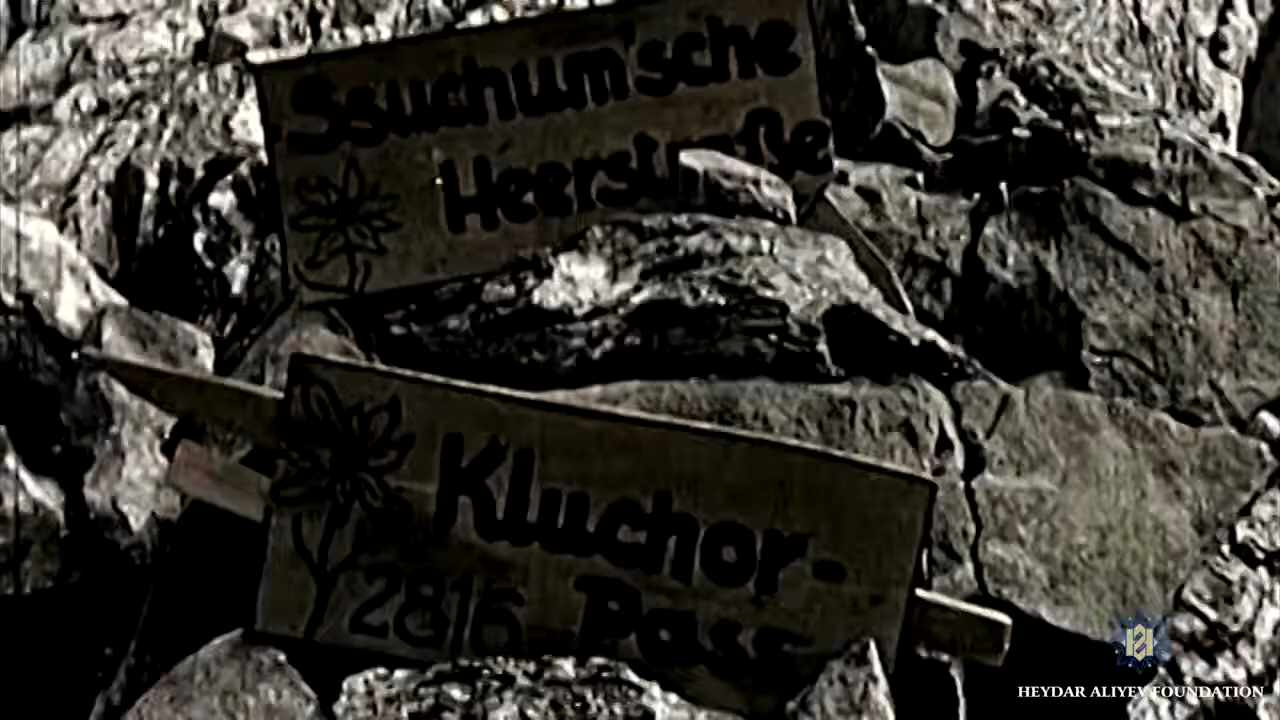 Ssuchum'sche
Heerstraße
Kluchor-
2816 Pass
HEYDAR ALIYEV FOUNDATION